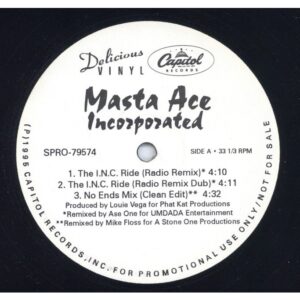 Delicious
VINYL
Capitol
RECORDS
Masta Ace
Incorporated
SPRO-79574
SIDE A • 33 1/3 RPM
1. The I.N.C. Ride (Radio Remix)* 4:10
2. The I.N.C. Ride (Radio Remix Dub)* 4:11
3. No Ends Mix (Clean Edit)** 4:32
Produced by Louie Vega for Phat Kat Productions
*Remixed by Ase One for UMDADA Entertainment
**Remixed by Mike Floss for A Stone One Productions
(P)1995 CAPITOL RECORDS, INC. FOR PROMOTIONAL USE ONLY/NOT FOR SALE